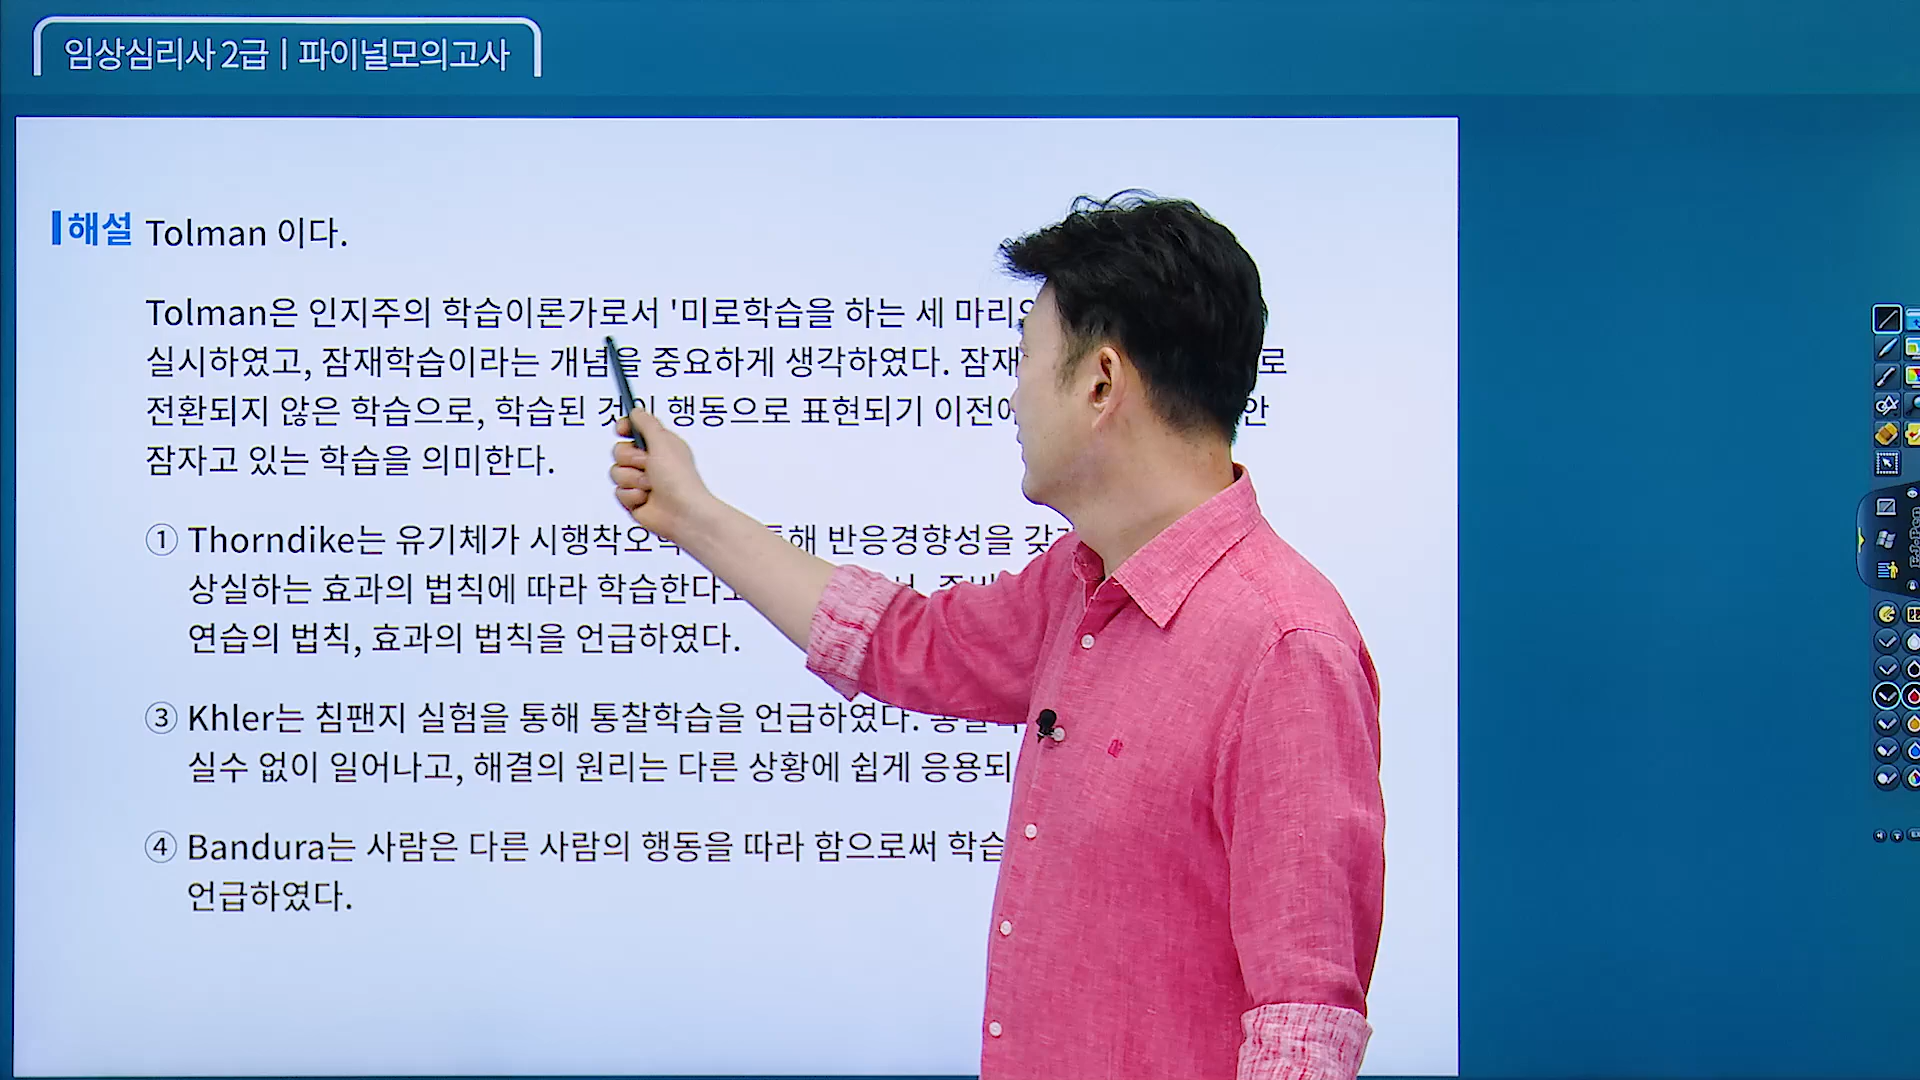 임상심리사 2급 | 파이널모의고사
해설 Tolman 이다.
Tolman은 인지주의 학습이론가로서 '미로학습을 하는 세 마리의
실시하였고, 잠재학습이라는 개념을 중요하게 생각하였다. 잠재 로
전환되지 않은 학습으로, 학습된 것이 행동으로 표현되기 이전에 안
잠자고 있는 학습을 의미한다.
① Thorndike는 유기체가 시행착오 통해 반응경향성을
상실하는 효과의 법칙에 따라 학습한다고
연습의 법칙, 효과의 법칙을 언급하였다.
③ Khler는 침팬지 실험을 통해 통찰학습을 언급하였다.
실수 없이 일어나고, 해결의 원리는 다른 상황에 쉽게 응용되
④ Bandura는 사람은 다른 사람의 행동을 따라 함으로써 학습
언급하였다.